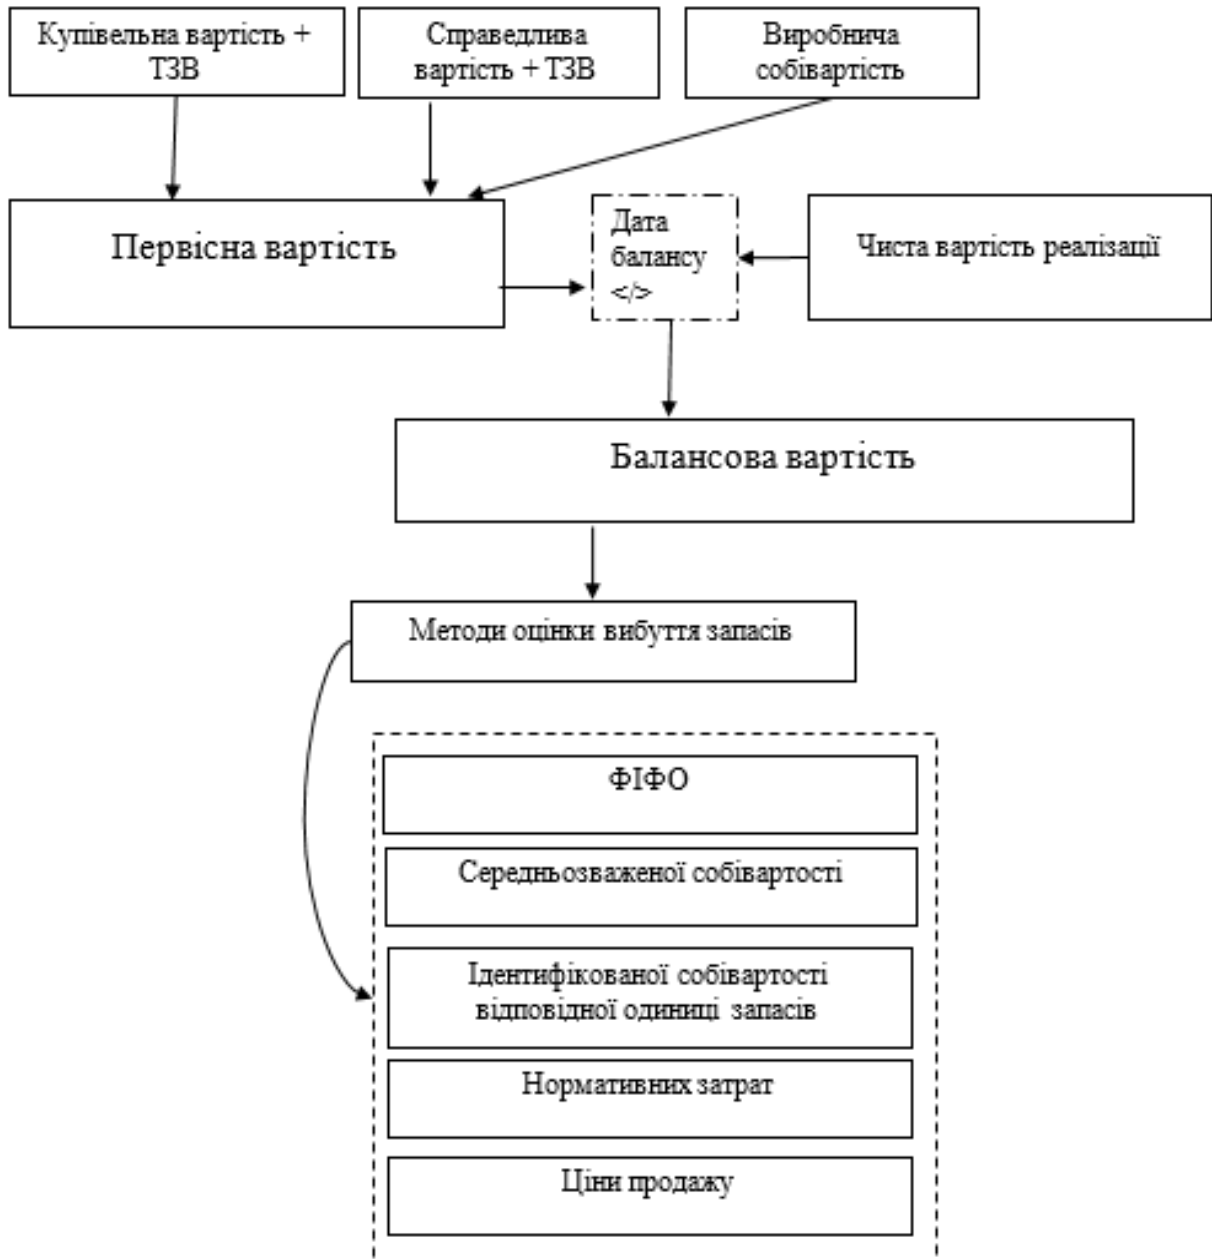 Купівельна вартість +
ТЗВ
Справедлива
вартість + ТЗВ
Виробнича
собівартість
Первісна вартість
Дата
балансу
</>
Чиста вартість реалізації
Балансова вартість
Методи оцінки вибуття запасів
ФІФО
Середньозваженої собівартості
Ідентифікованої собівартості
відповідної одиниці запасів
Нормативних затрат
Ціни продажу